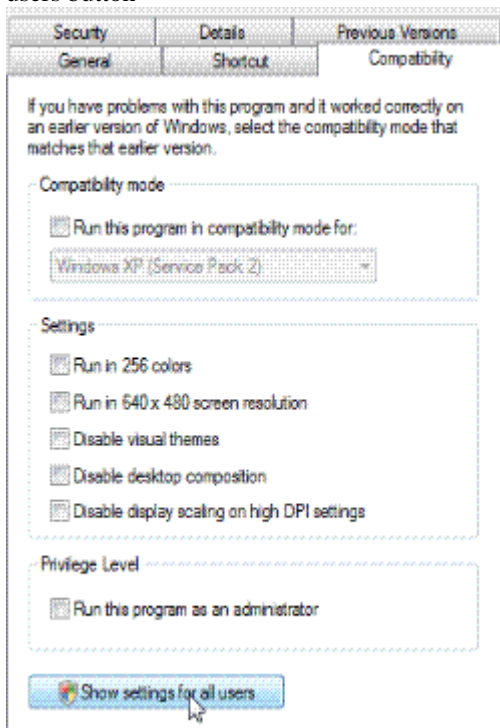 users button
Security Details Previous Versions
General Shortcut Compatibility
If you have problems with this program and it worked correctly on
an earlier version of Windows, select the compatibility mode that
matches that earlier version.
Compatibility mode
Run this program in compatibility mode for:
Windows XP (Service Pack 2)
Settings
Run in 256 colors
Run in 640 x 480 screen resolution
Disable visual themes
Disable desktop composition
Disable display scaling on high DPI settings
Privilege Level
Run this program as an administrator
Show settings for all users